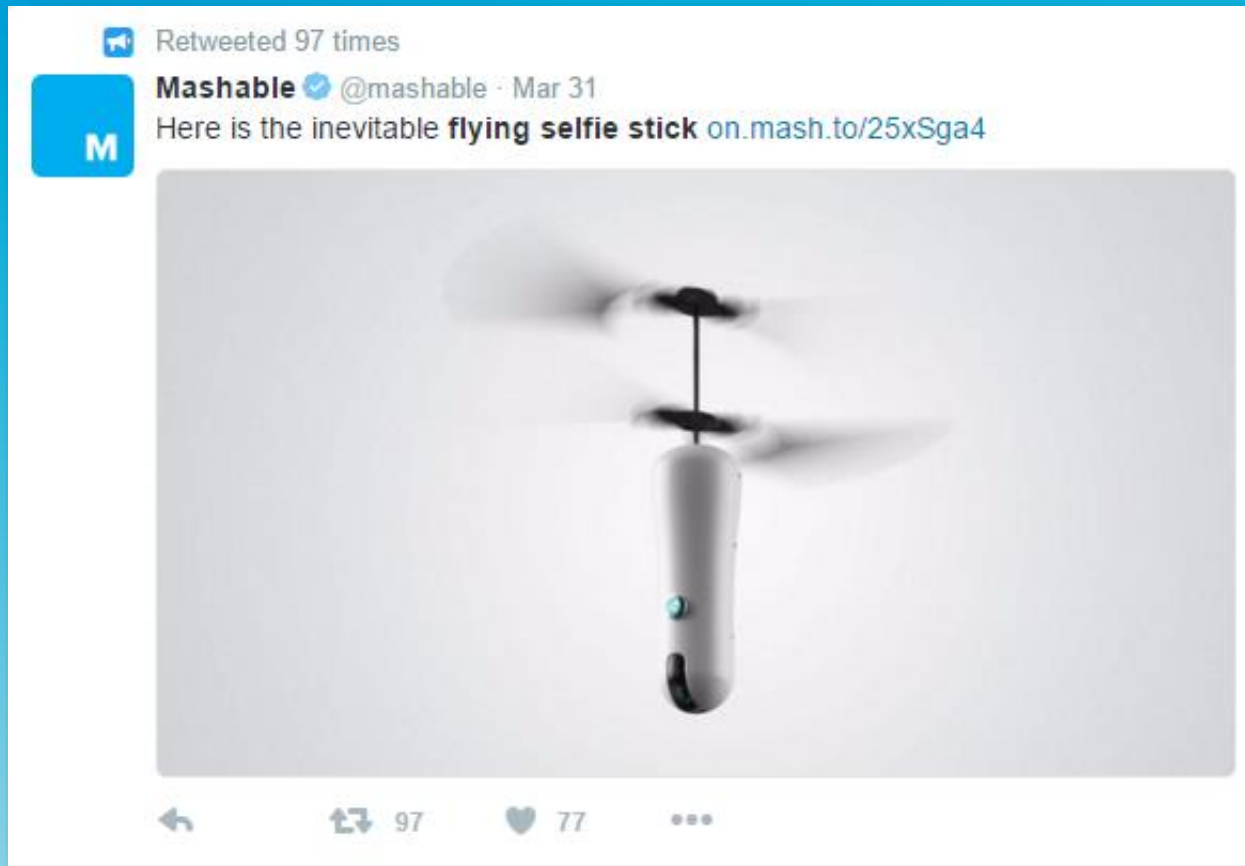 Retweeted 97 times
Mashable @mashable · Mar 31
M
Here is the inevitable flying selfie stick on.mash.to/25xSga4
97 77